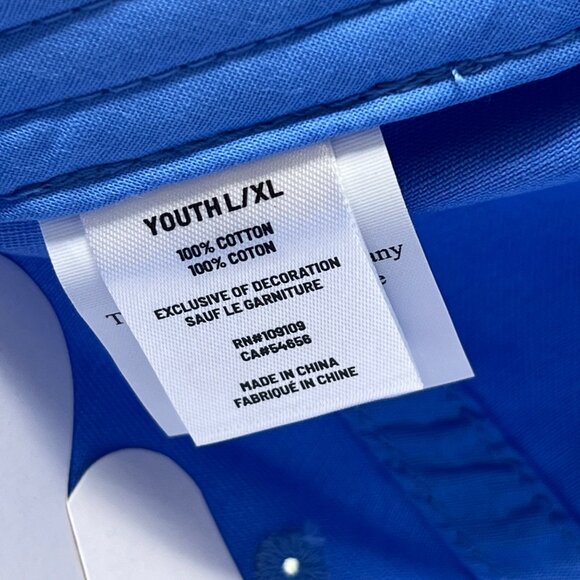 YOUTH L/XL
100% COTTON
100% COTON
EXCLUSIVE OF DECORATION
SAUF LE GARNITURE
RN#109109
CA#54856
MADE IN CHINA
FABRIQUÉ IN CHINE